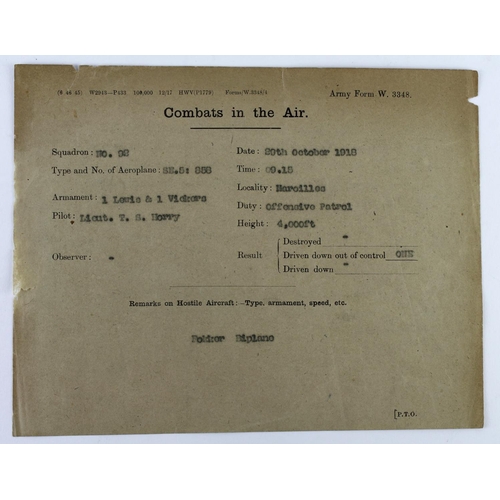 Army Form W. 3348.
Combats in the Air.
Squadron: No. 92
Date: 29th October 1918
Type and No. of Aeroplane: SE.5: 858
Time: 09.15
Armament: 1 Lewis & 1 Vickers
Locality: Maroilles
Pilot: Lieut. T. S. Horry
Duty: Offensive Patrol
Height: 4,000ft
Observer: -
Result
Destroyed -
Driven down out of control ONE
Driven down -
Remarks on Hostile Aircraft:—Type, armament, speed, etc.
Fokker Biplane
[P.T.O.